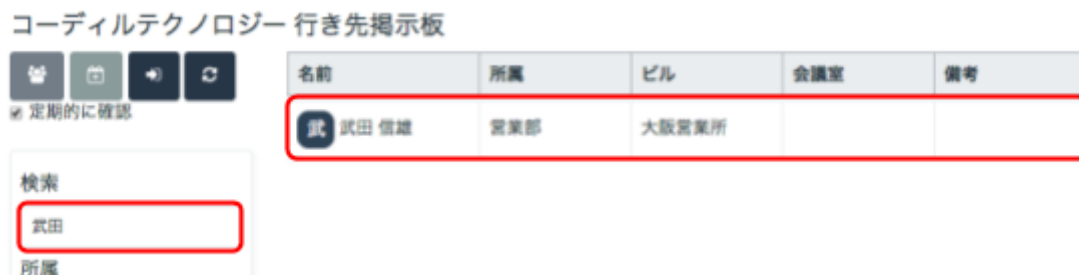 コーディルテクノロジー 行き先掲示板
定期的に確認
検索
武田
所属
名前 所属 ビル 会議室 備考
武 武田 信雄 営業部 大阪営業所